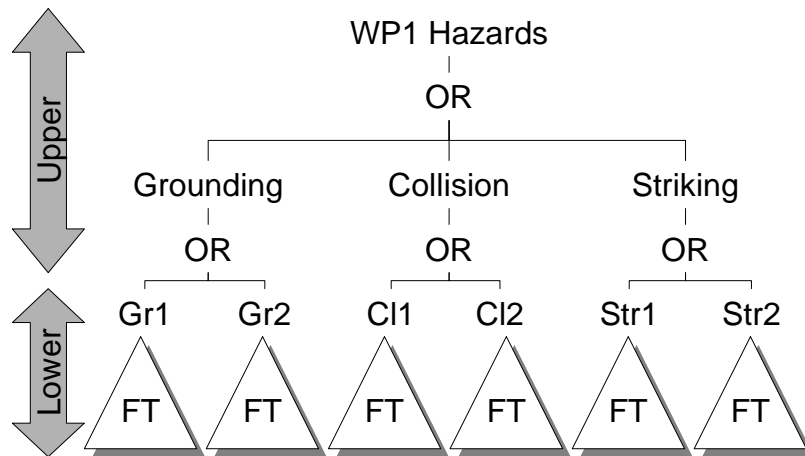 WP1 Hazards
OR
Upper
Grounding Collision Striking
OR OR OR
Lower
Gr1 Gr2 Cl1 Cl2 Str1 Str2
FT FT FT FT FT FT